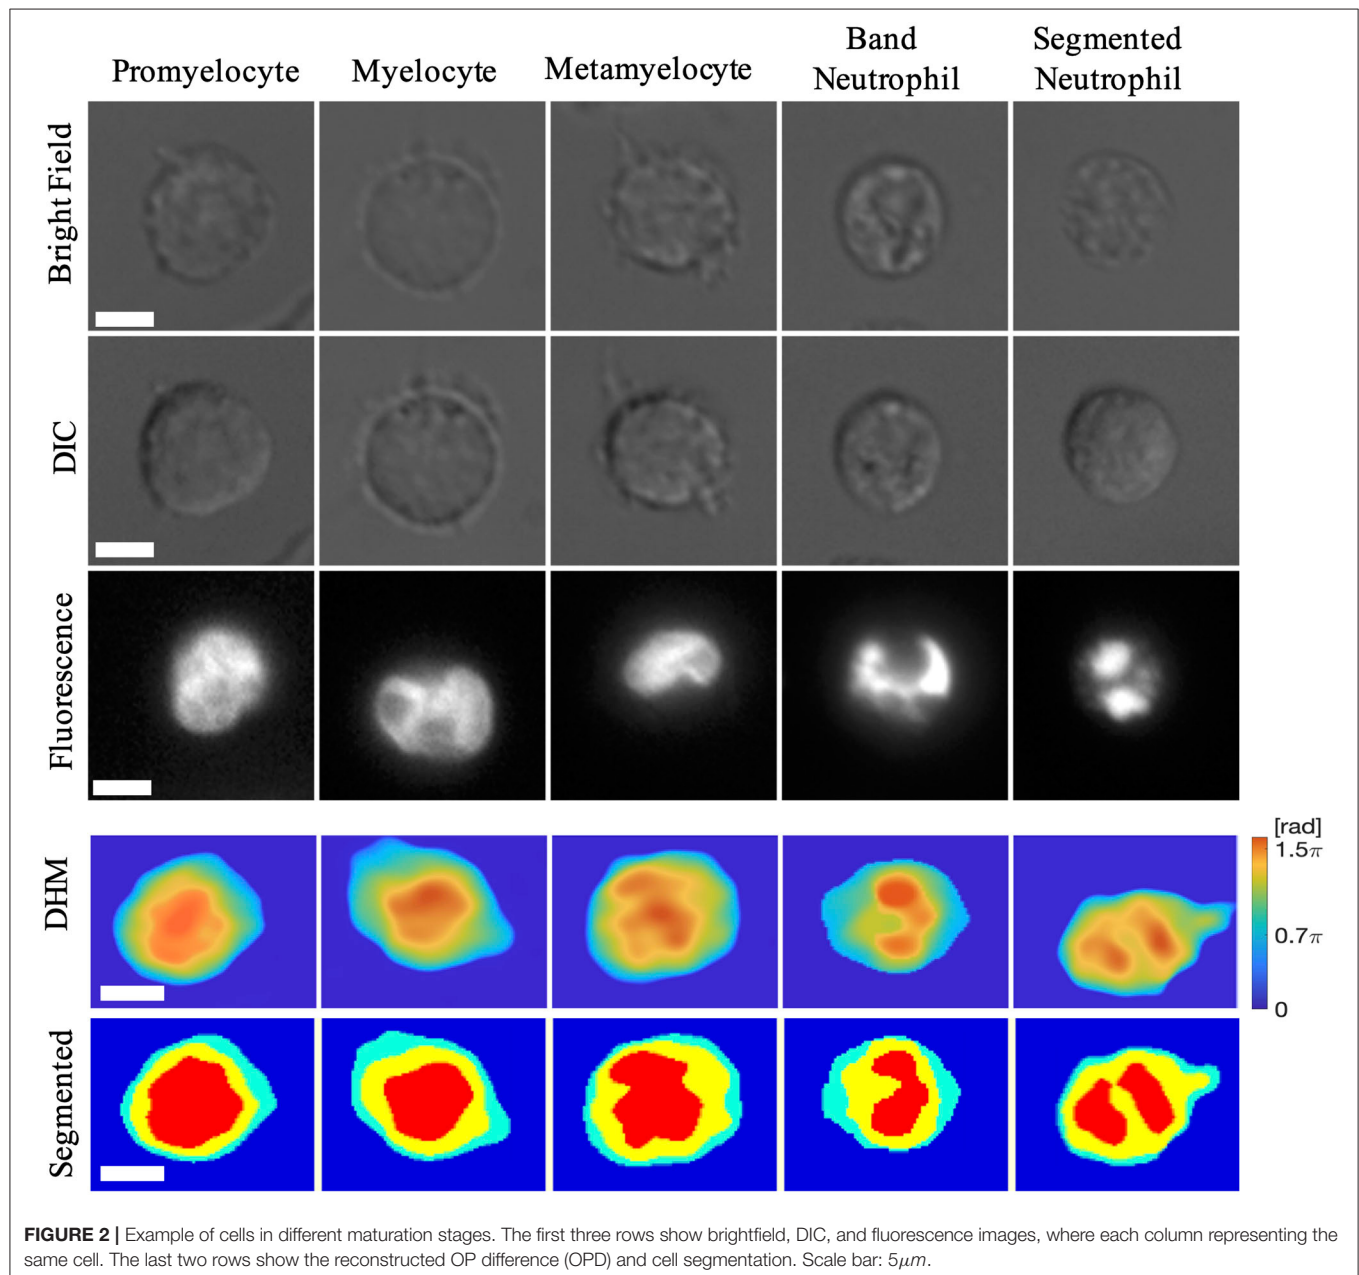 Promyelocyte Myelocyte Metamyelocyte Band Neutrophil Segmented Neutrophil
Bright Field
DIC
Fluorescence
DHM
[rad]
1.5π
0.7π
0
Segmented
FIGURE 2 | Example of cells in different maturation stages. The first three rows show brightfield, DIC, and fluorescence images, where each column representing the
same cell. The last two rows show the reconstructed OP difference (OPD) and cell segmentation. Scale bar: 5μm.